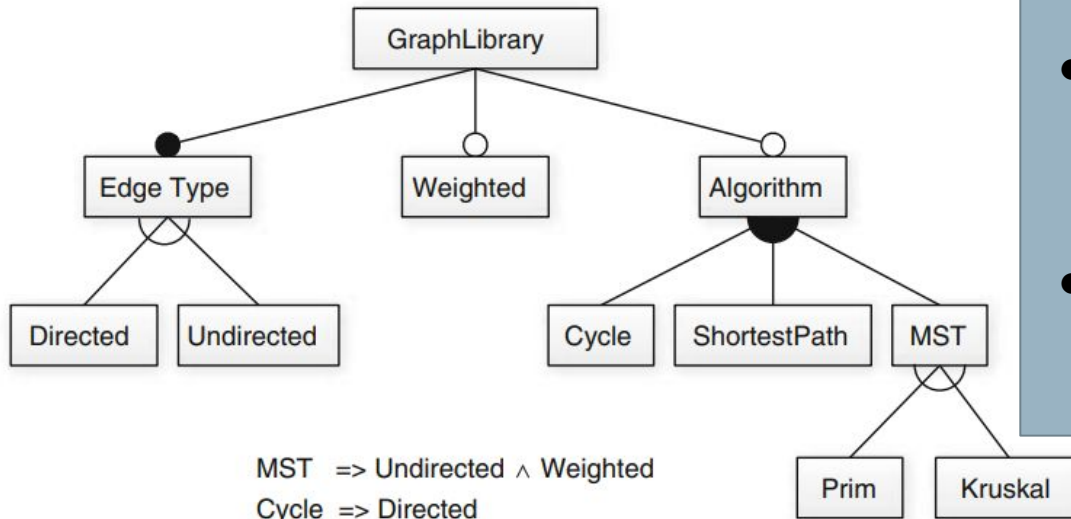 GraphLibrary
Edge Type
Weighted
Algorithm
Directed
Undirected
Cycle
ShortestPath
MST
MST => Undirected ∧ Weighted
Cycle => Directed
Prim
Kruskal